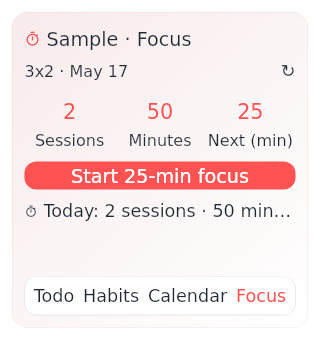 Sample · Focus
3x2 · May 17 ↻
2 50 25
Sessions Minutes Next (min)
Start 25-min focus
Today: 2 sessions · 50 min…
Todo Habits Calendar Focus